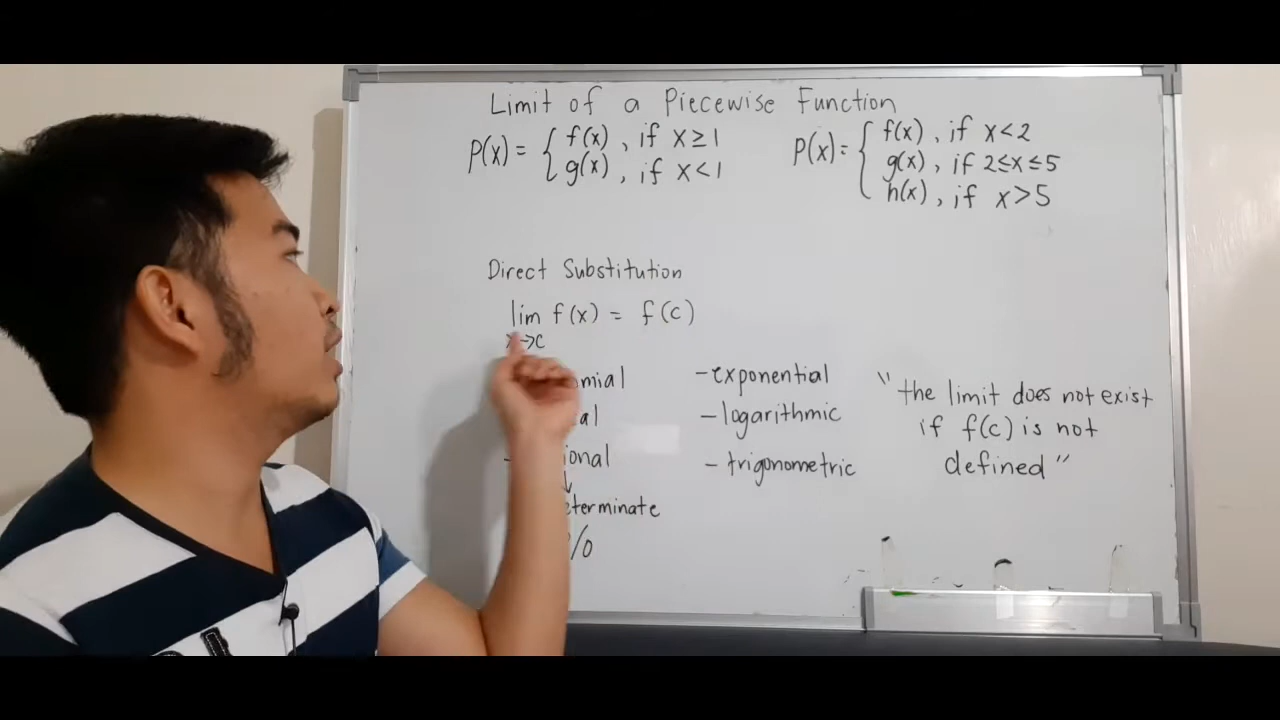 Limit of a Piecewise Function
P(x) = { f(x) , if x ≥ 1
g(x) , if x < 1
P(x) = { f(x) , if x < 2
g(x) , if 2 ≤ x ≤ 5
h(x) , if x > 5
Direct Substitution
lim f(x) = f(c)
x→c
- exponential
- logarithmic
- trigonometric
"the limit does not exist
if f(c) is not
defined"